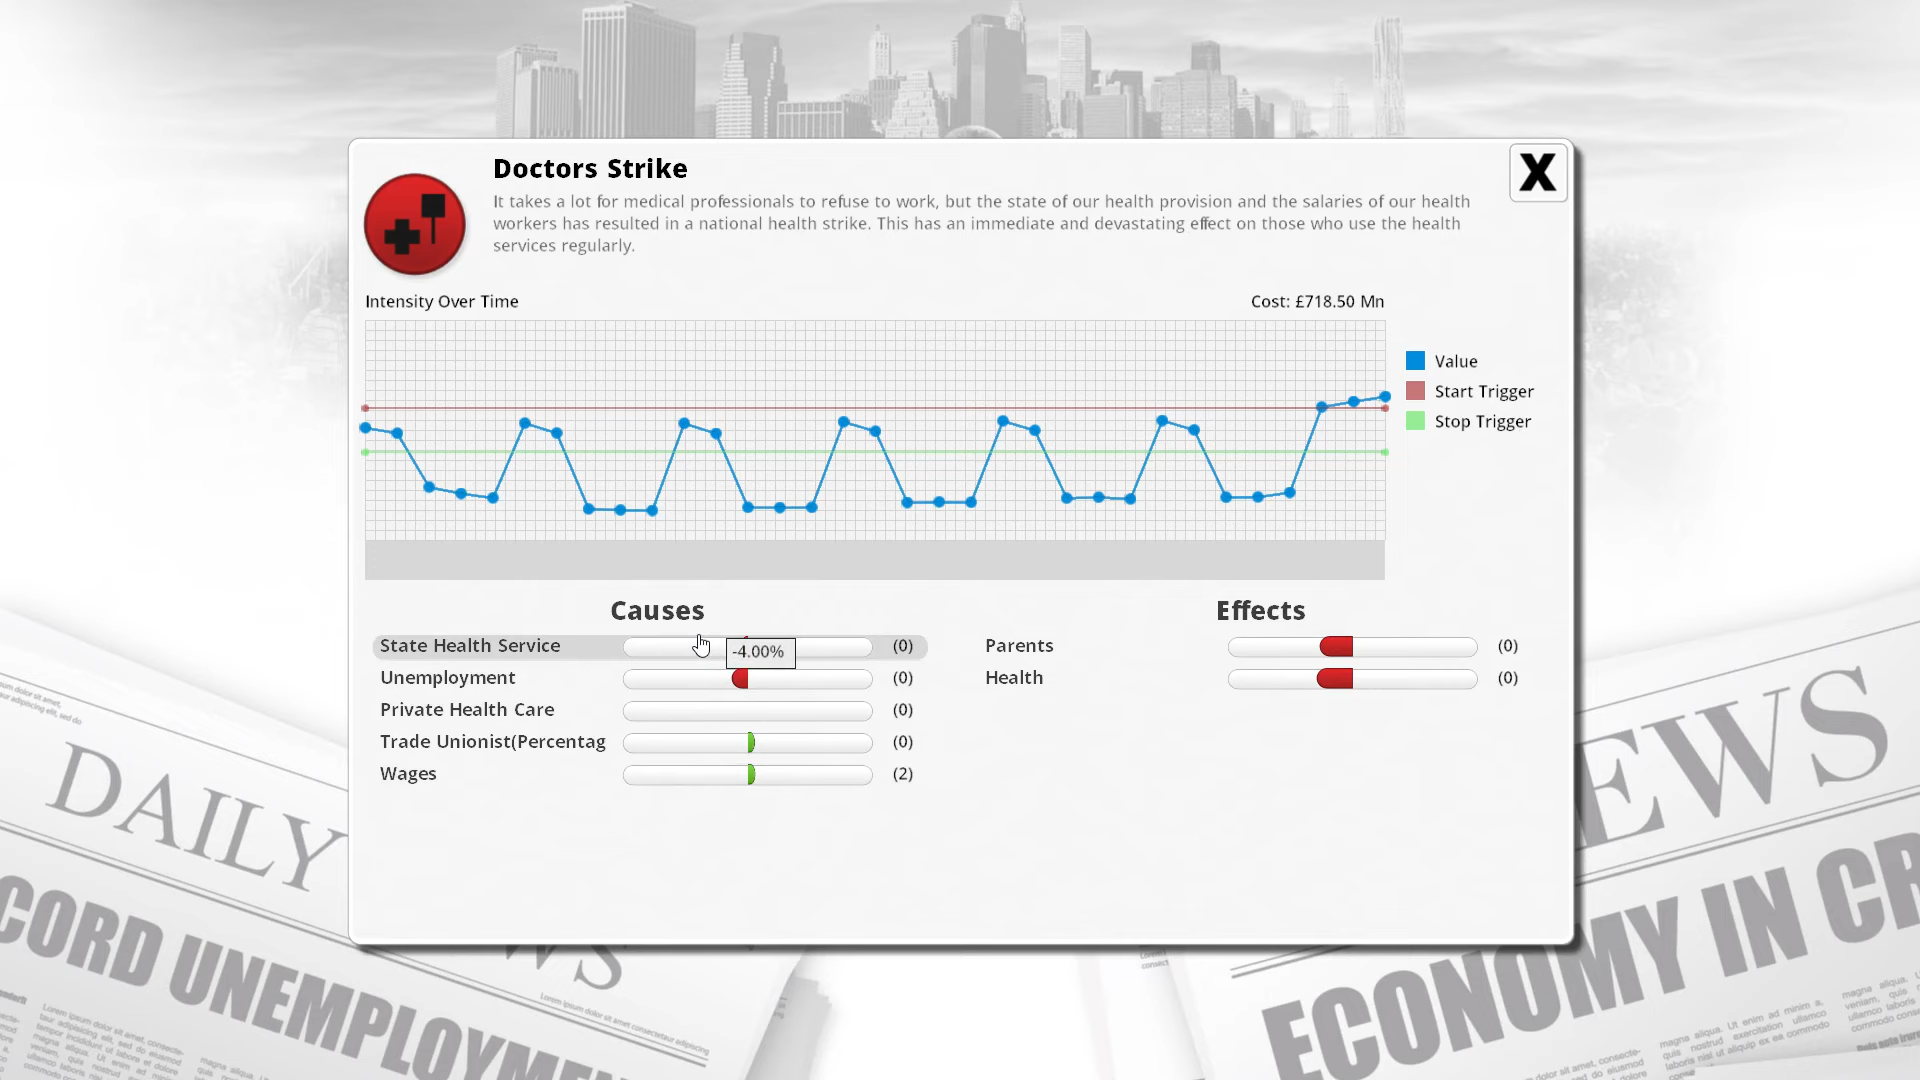 Doctors Strike
X
It takes a lot for medical professionals to refuse to work, but the state of our health provision and the salaries of our health
workers has resulted in a national health strike. This has an immediate and devastating effect on those who use the health
services regularly.
Intensity Over Time
Cost: £718.50 Mn
Value
Start Trigger
Stop Trigger
Causes
State Health Service (0)
-4.00%
Unemployment (0)
Private Health Care (0)
Trade Unionist(Percentag (0)
Wages (2)
Effects
Parents (0)
Health (0)
DAILY
CORD UNEMPLOYME
WS
EWS
ECONOMY IN CR